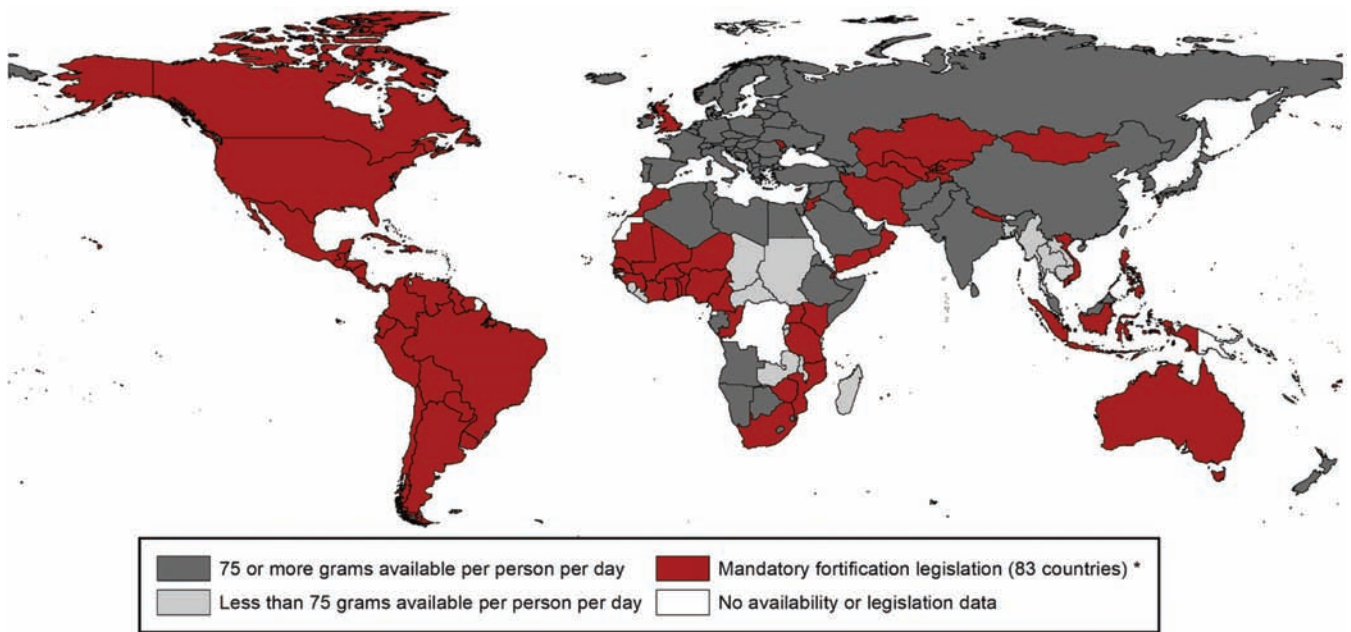 75 or more grams available per person per day
Mandatory fortification legislation (83 countries) *
Less than 75 grams available per person per day
No availability or legislation data